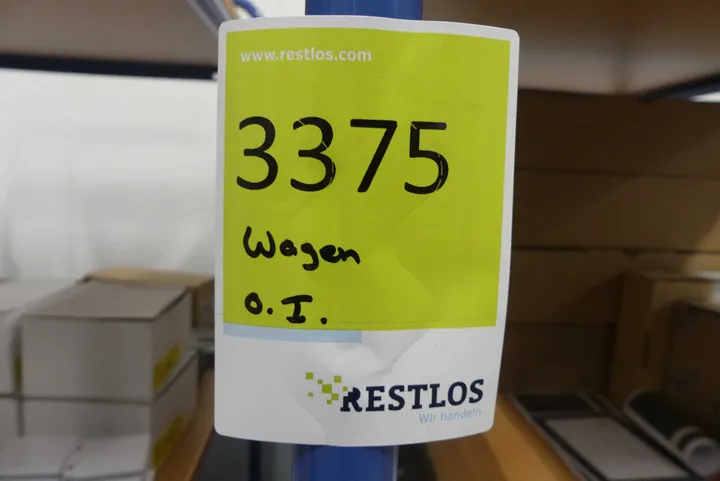 www.restlos.com
3375
Wagen
O.I.
RESTLOS
Wir handeln.